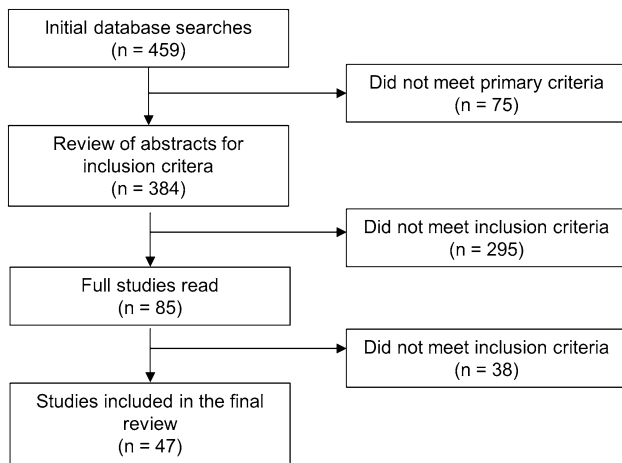 Initial database searches
(n = 459)
Did not meet primary criteria
(n = 75)
Review of abstracts for
inclusion critera
(n = 384)
Did not meet inclusion criteria
n = 295)
Full studies read
(n = 85)
Did not meet inclusion criteria
(n = 38)
Studies included in the final
review
(n = 47)